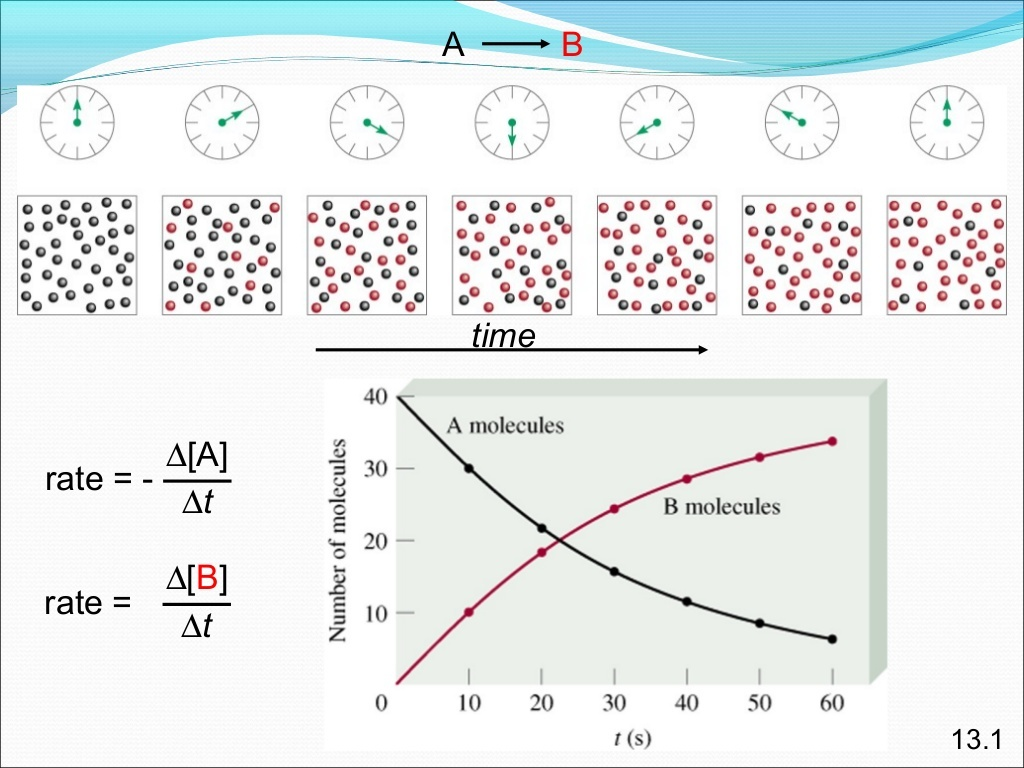 A ⟶ B
time
rate = - Δ[A]
Δt
rate = Δ[B]
Δt
Number of molecules
40
30
20
10
A molecules
B molecules
0 10 20 30 40 50 60
t (s)
13.1